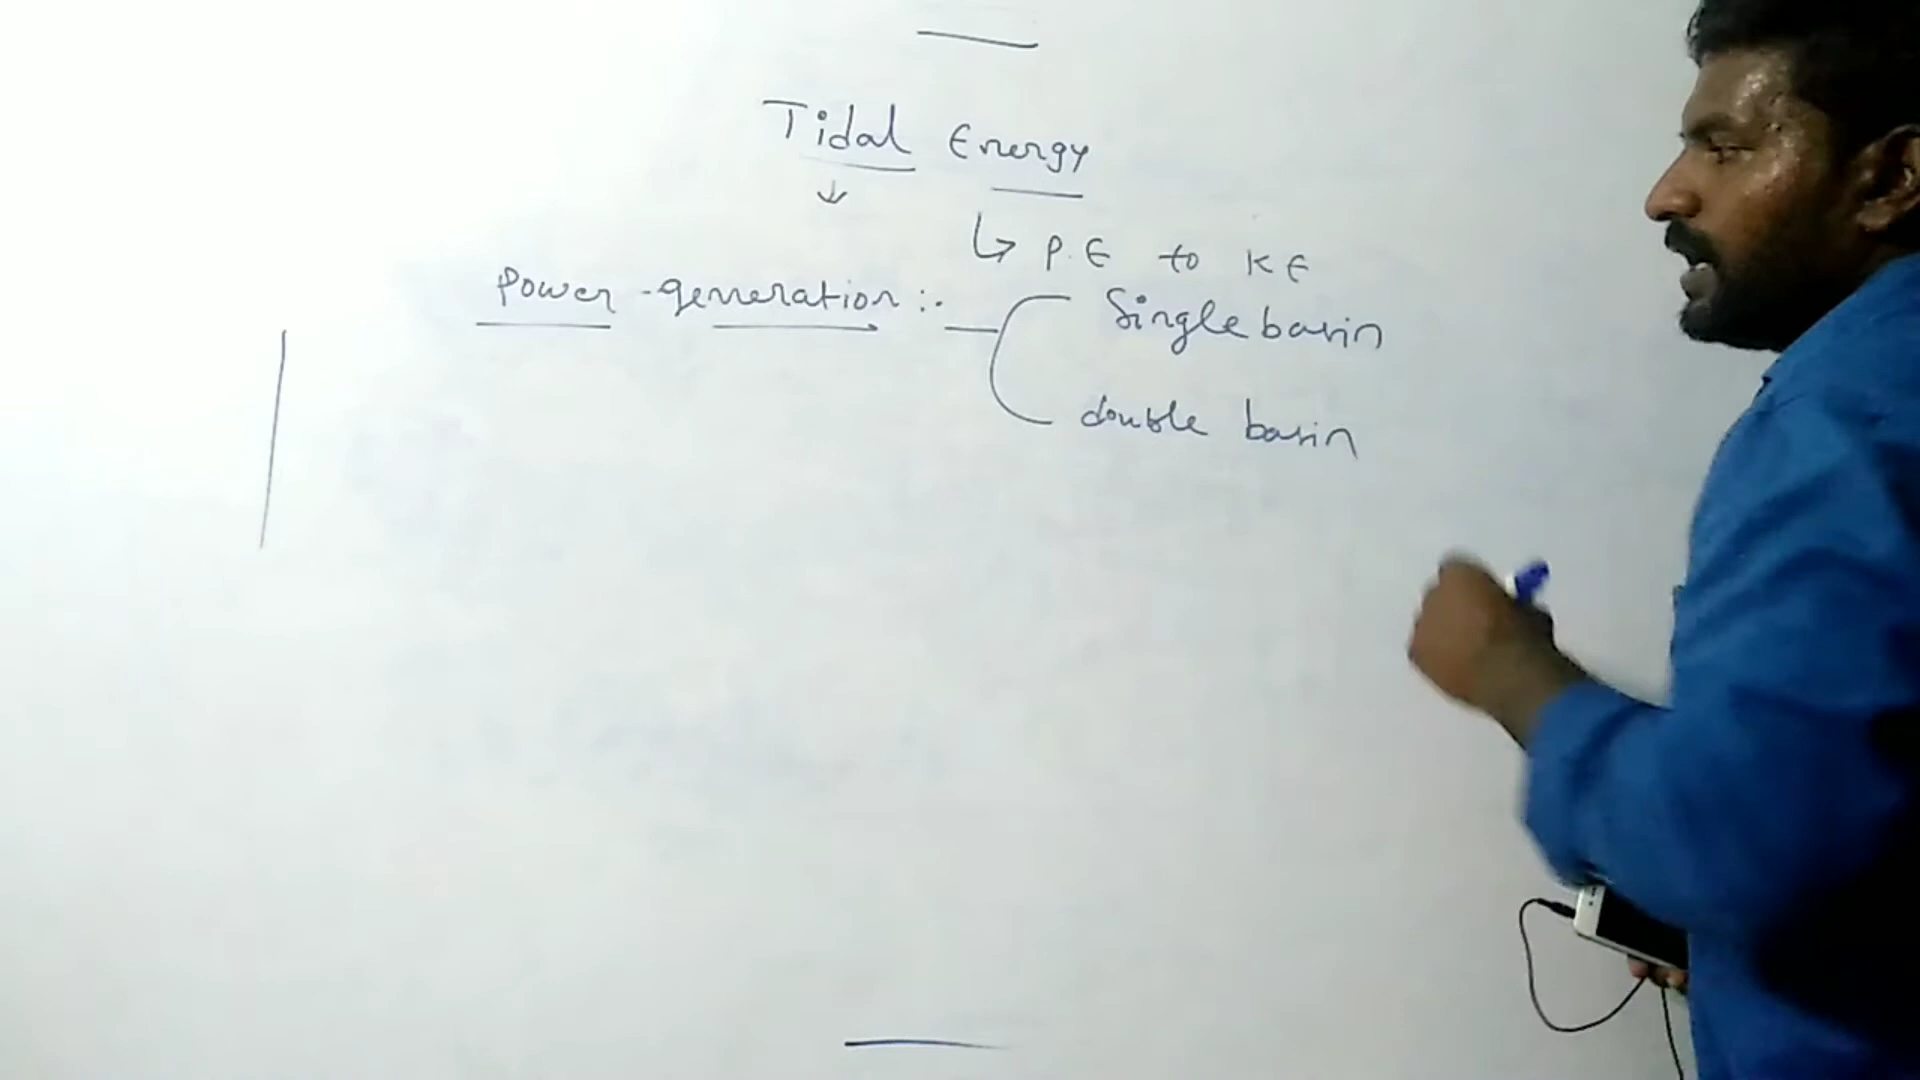 Tidal Energy
↳ P.E to KE
Power-generation :-
Single basin
double basin